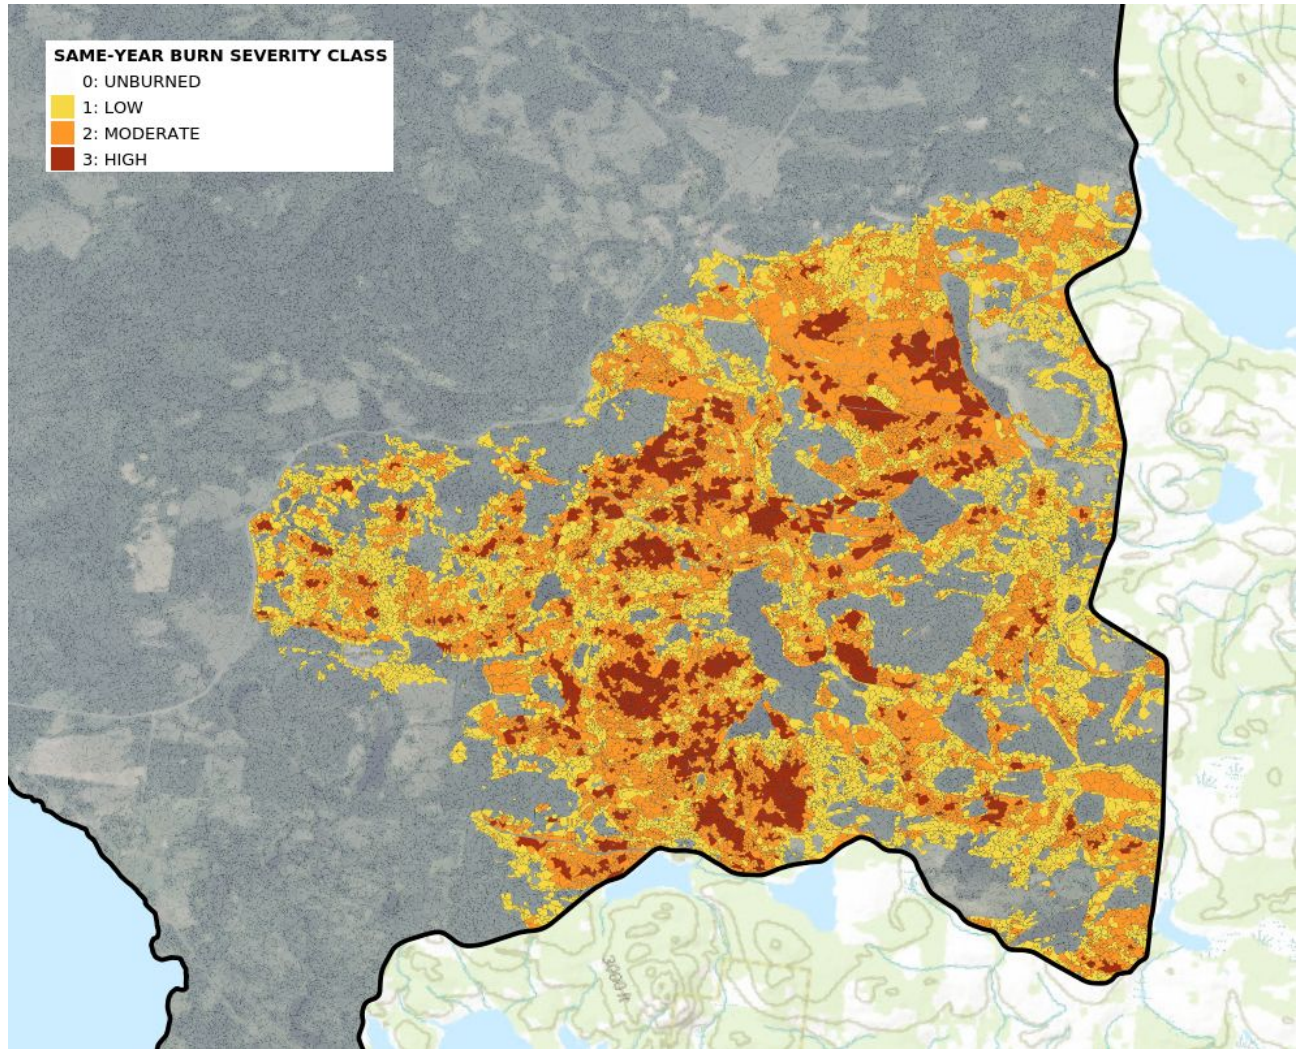 SAME-YEAR BURN SEVERITY CLASS
0: UNBURNED
1: LOW
2: MODERATE
3: HIGH